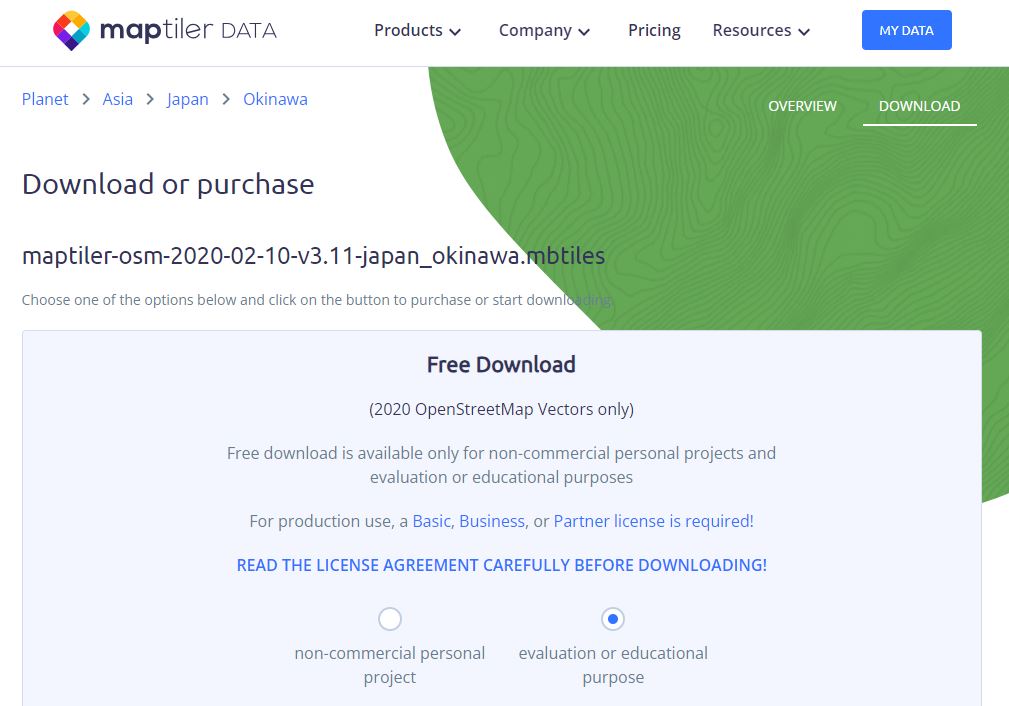 maptiler DATA
Products Company Pricing Resources MY DATA
Planet > Asia > Japan > Okinawa
OVERVIEW DOWNLOAD
Download or purchase
maptiler-osm-2020-02-10-v3.11-japan_okinawa.mbtiles
Choose one of the options below and click on the button to purchase or start downloading.
Free Download
(2020 OpenStreetMap Vectors only)
Free download is available only for non-commercial personal projects and
evaluation or educational purposes
For production use, a Basic, Business, or Partner license is required!
READ THE LICENSE AGREEMENT CAREFULLY BEFORE DOWNLOADING!
non-commercial personal
project
evaluation or educational
purpose